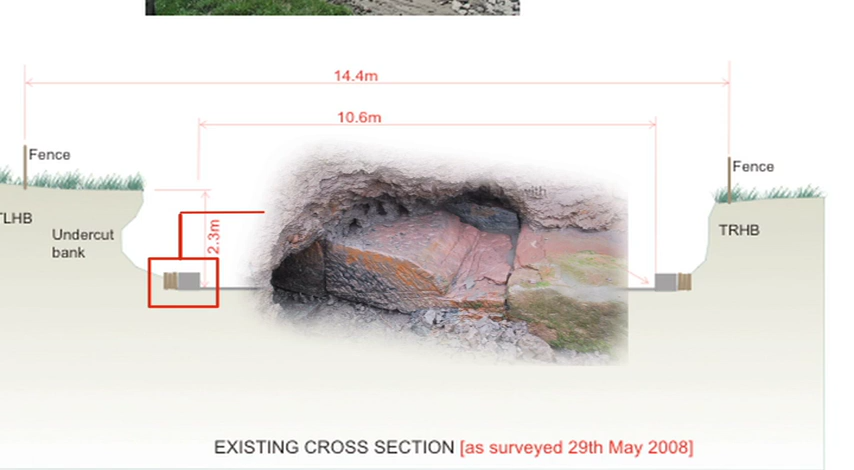 14.4m
10.6m
Fence
Fence
TLHB
Undercut
bank
2.3m
TRHB
EXISTING CROSS SECTION [as surveyed 29th May 2008]